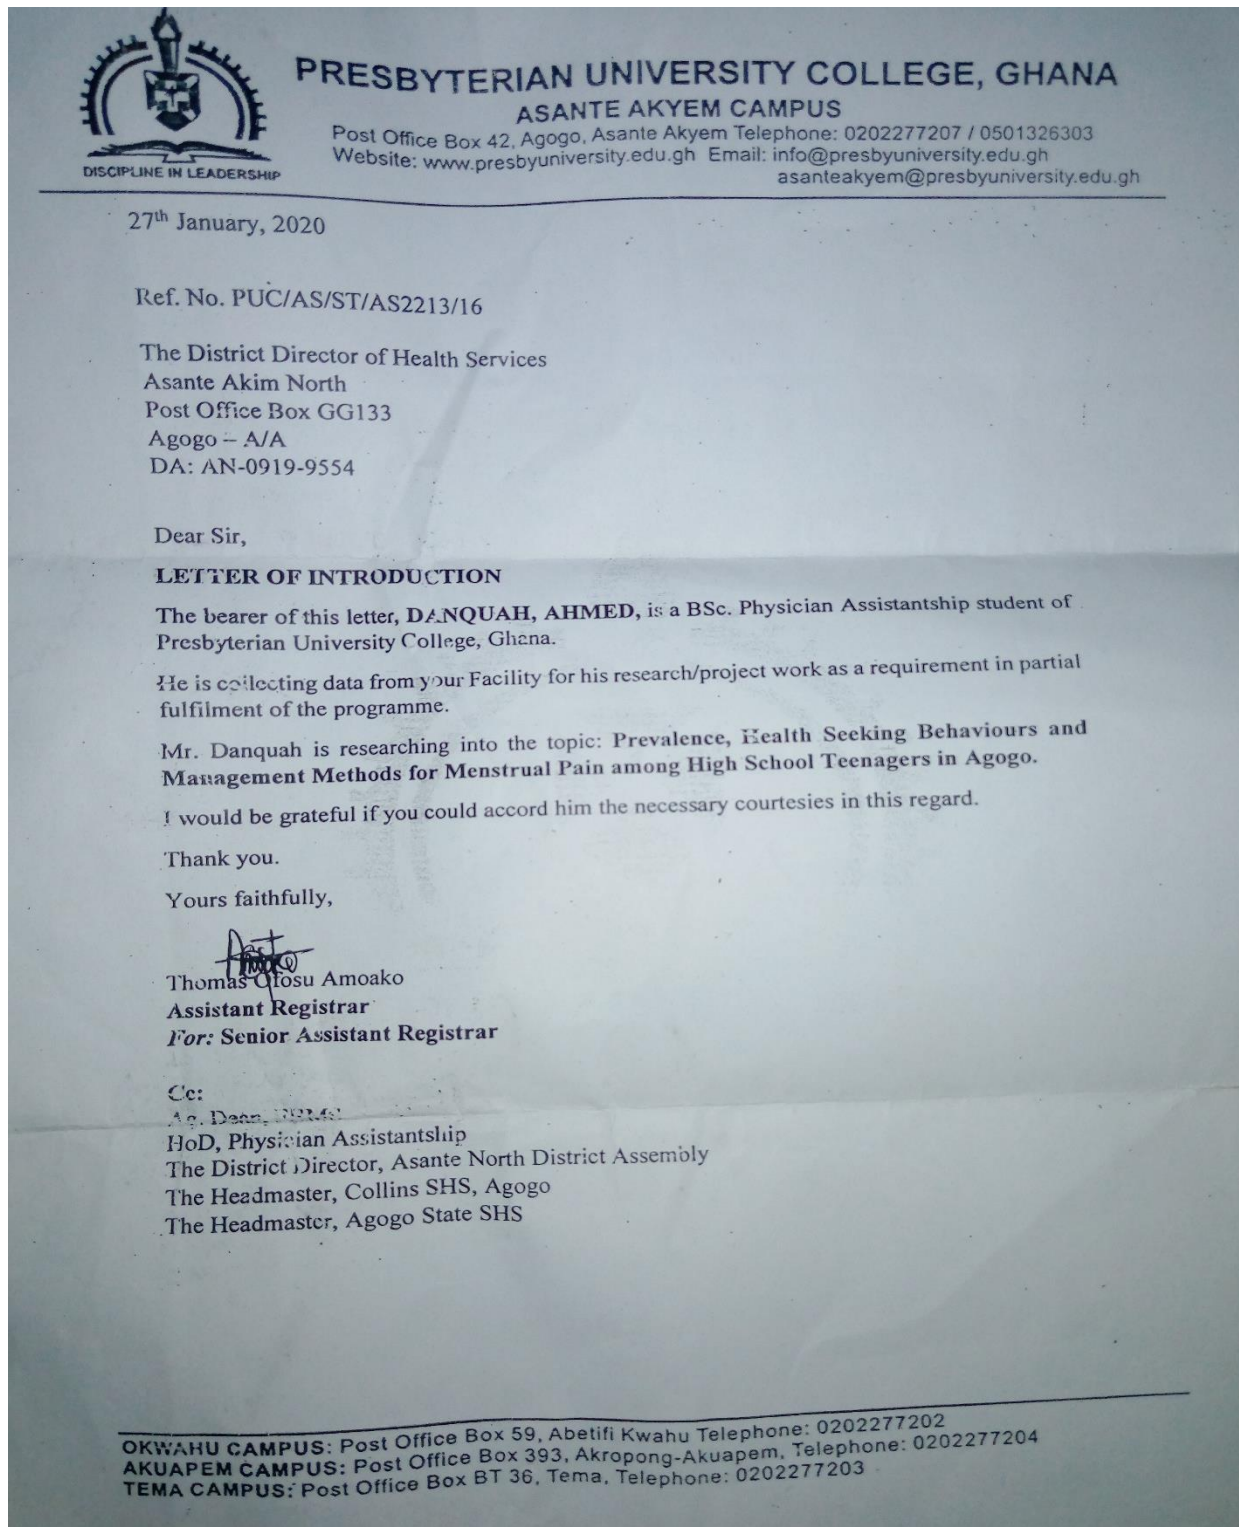 PRESBYTERIAN UNIVERSITY COLLEGE, GHANA
ASANTE AKYEM CAMPUS
Post Office Box 42, Agogo, Asante Akyem Telephone: 0202277207 / 0501326303
Website: www.presbyuniversity.edu.gh Email: info@presbyuniversity.edu.gh
asanteakyem@presbyuniversity.edu.gh
DISCIPLINE IN LEADERSHIP
27th January, 2020
Ref. No. PUC/AS/ST/AS2213/16
The District Director of Health Services
Asante Akim North
Post Office Box GG133
Agogo – A/A
DA: AN-0919-9554
Dear Sir,
LETTER OF INTRODUCTION
The bearer of this letter, DANQUAH, AHMED, is a BSc. Physician Assistantship student of
Presbyterian University College, Ghana.
He is collecting data from your Facility for his research/project work as a requirement in partial
fulfilment of the programme.
Mr. Danquah is researching into the topic: Prevalence, Health Seeking Behaviours and
Management Methods for Menstrual Pain among High School Teenagers in Agogo.
I would be grateful if you could accord him the necessary courtesies in this regard.
Thank you.
Yours faithfully,
Thomas Ofosu Amoako
Assistant Registrar
For: Senior Assistant Registrar
Cc:
Ag. Dean,
HoD, Physician Assistantship
The District Director, Asante North District Assembly
The Headmaster, Collins SHS, Agogo
The Headmaster, Agogo State SHS
OKWAHU CAMPUS: Post Office Box 59, Abetifi Kwahu Telephone: 0202277202
AKUAPEM CAMPUS: Post Office Box 393, Akropong-Akuapem, Telephone: 0202277204
TEMA CAMPUS: Post Office Box BT 36, Tema, Telephone: 0202277203